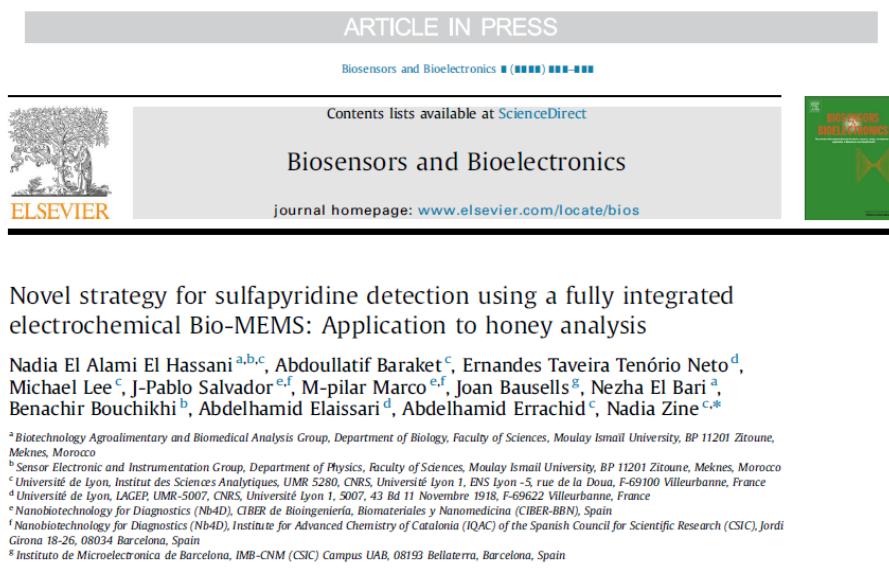 ARTICLE IN PRESS
Biosensors and Bioelectronics ∎ (∎∎∎∎) ∎∎∎–∎∎∎
Contents lists available at ScienceDirect
Biosensors and Bioelectronics
journal homepage: www.elsevier.com/locate/bios
ELSEVIER
BIOSENSORS
BIOELECTRONICS
Novel strategy for sulfapyridine detection using a fully integrated
electrochemical Bio-MEMS: Application to honey analysis
Nadia El Alami El Hassani a,b,c, Abdoullatif Baraket c, Ernandes Taveira Tenório Neto d,
Michael Lee c, J-Pablo Salvador e,f, M-pilar Marco e,f, Joan Bausells g, Nezha El Bari a,
Benachir Bouchikhi b, Abdelhamid Elaissari d, Abdelhamid Errachid c, Nadia Zine c,*
a Biotechnology Agroalimentary and Biomedical Analysis Group, Department of Biology, Faculty of Sciences, Moulay Ismaïl University, BP 11201 Zitoune,
Meknes, Morocco
b Sensor Electronic and Instrumentation Group, Department of Physics, Faculty of Sciences, Moulay Ismaïl University, BP 11201 Zitoune, Meknes, Morocco
c Université de Lyon, Institut des Sciences Analytiques, UMR 5280, CNRS, Université Lyon 1, ENS Lyon -5, rue de la Doua, F-69100 Villeurbanne, France
d Université de Lyon, LAGEP, UMR-5007, CNRS, Université Lyon 1, 5007, 43 Bd 11 Novembre 1918, F-69622 Villeurbanne, France
e Nanobiotechnology for Diagnostics (Nb4D), CIBER de Bioingeniería, Biomateriales y Nanomedicina (CIBER-BBN), Spain
f Nanobiotechnology for Diagnostics (Nb4D), Institute for Advanced Chemistry of Catalonia (IQAC) of the Spanish Council for Scientific Research (CSIC), Jordi
Girona 18-26, 08034 Barcelona, Spain
g Instituto de Microelectronica de Barcelona, IMB-CNM (CSIC) Campus UAB, 08193 Bellaterra, Barcelona, Spain